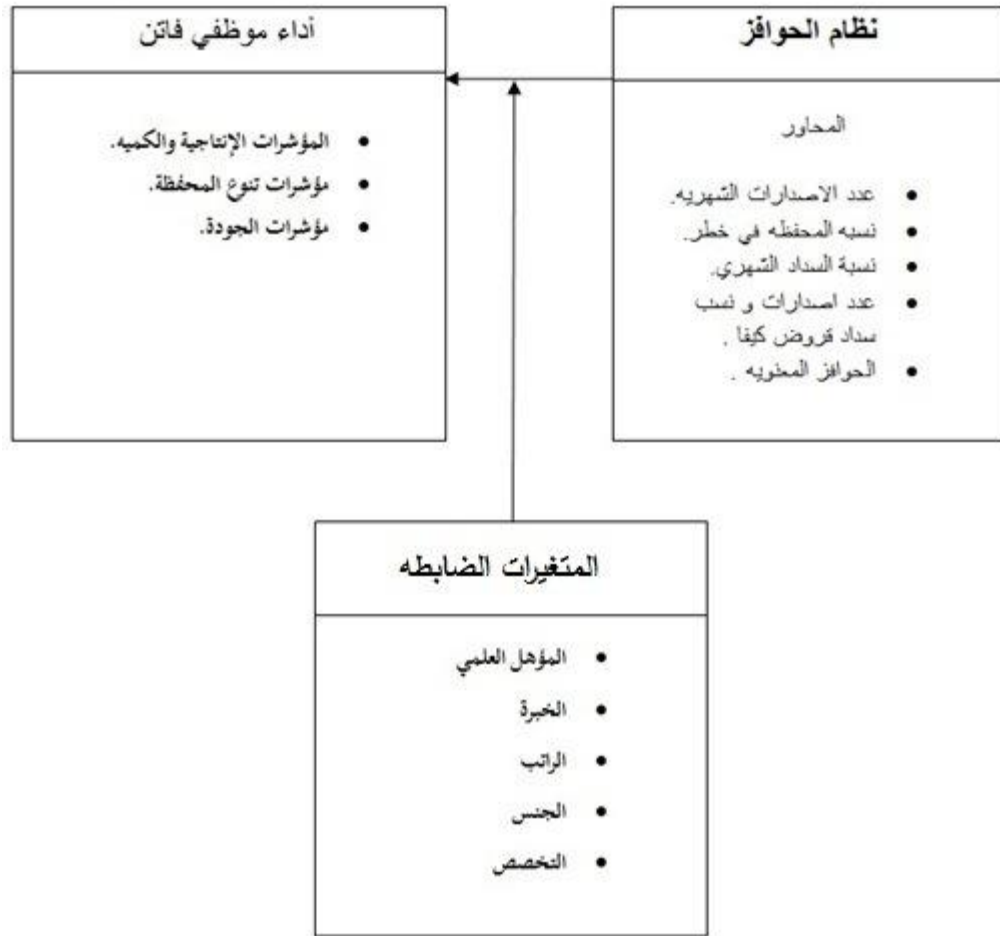 نظام الحوافز
المحاور
عدد الاصدارات الشهريه.
نسبه المحفظه في خطر.
نسبة السداد الشهري.
عدد اصدارات و نسب
سداد قروض كيفا .
الحوافز المعنويه .
أداء موظفي فاتن
المؤشرات الإنتاجية والكميه.
مؤشرات تنوع المحفظة.
مؤشرات الجودة.
المتغيرات الضابطه
المؤهل العلمي
الخبرة
الراتب
الجنس
التخصص